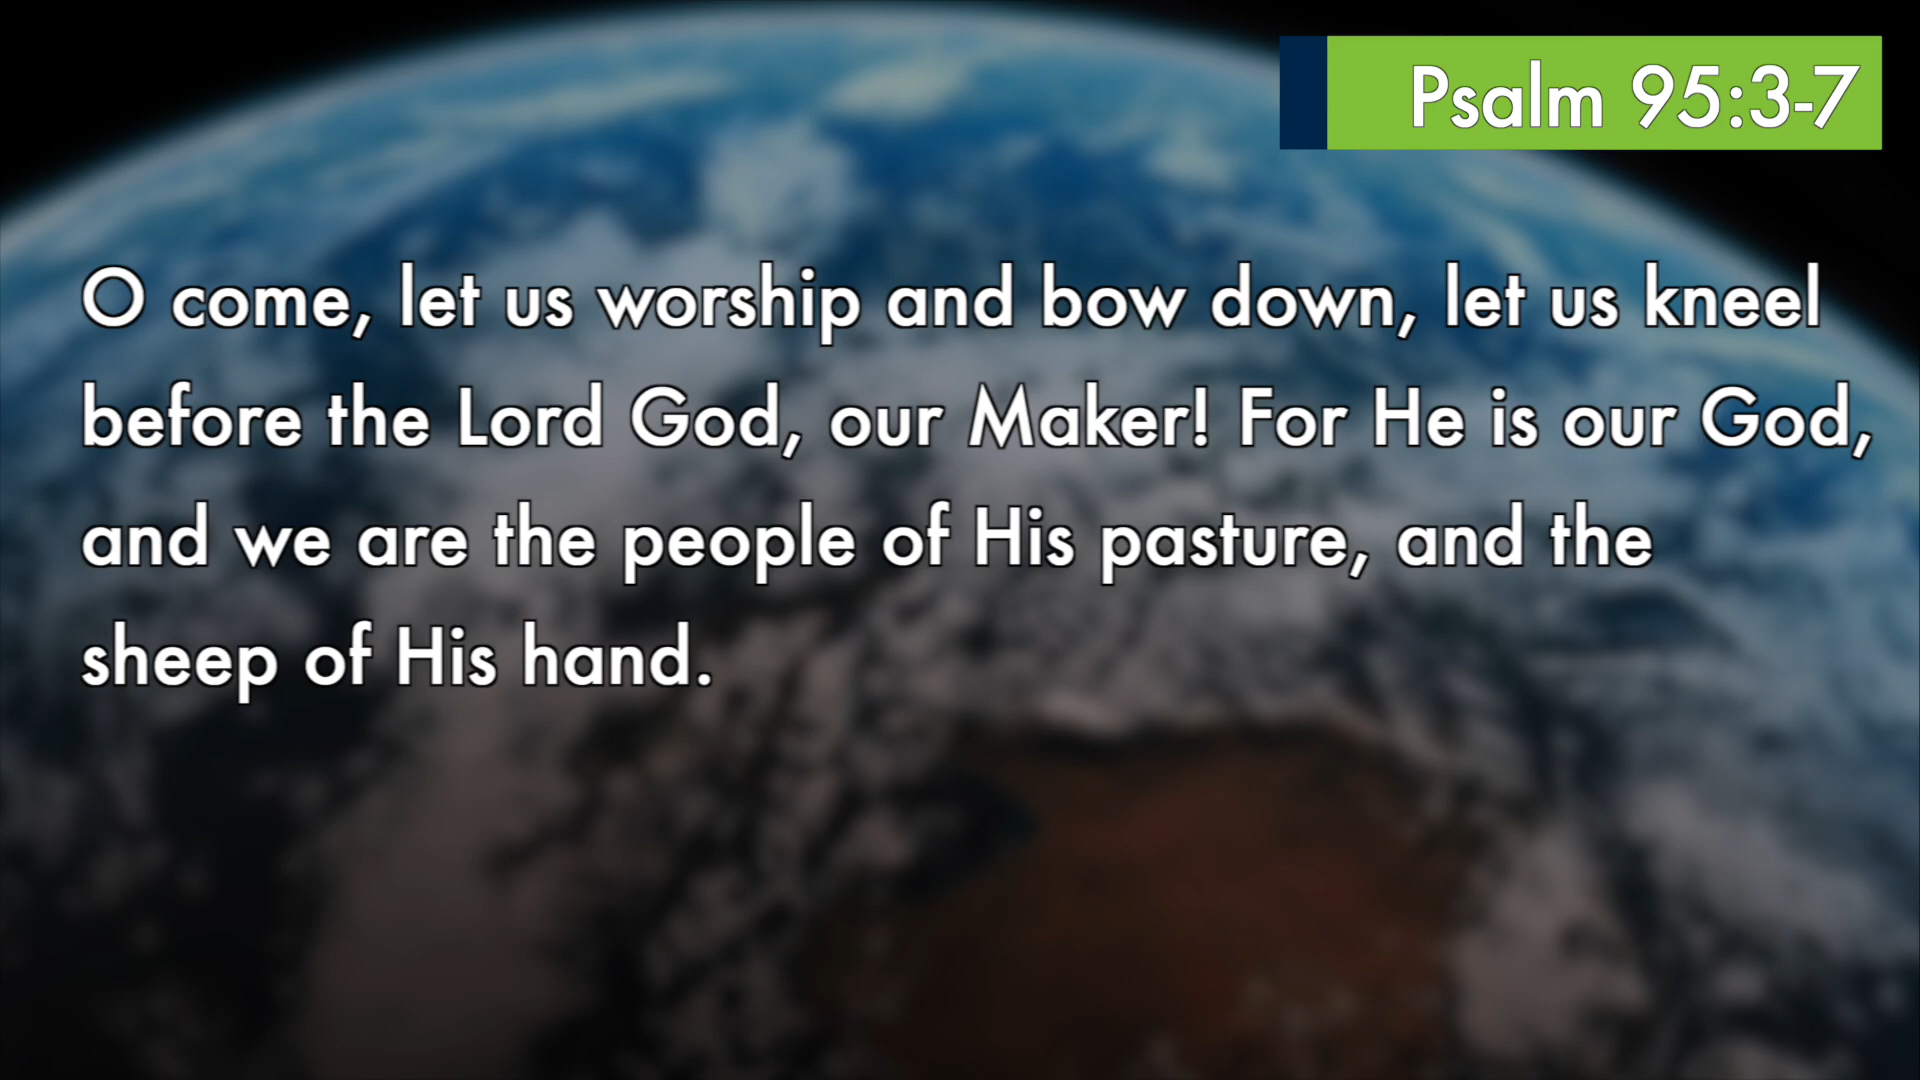 Psalm 95:3-7
O come, let us worship and bow down, let us kneel
before the Lord God, our Maker! For He is our God,
and we are the people of His pasture, and the
sheep of His hand.